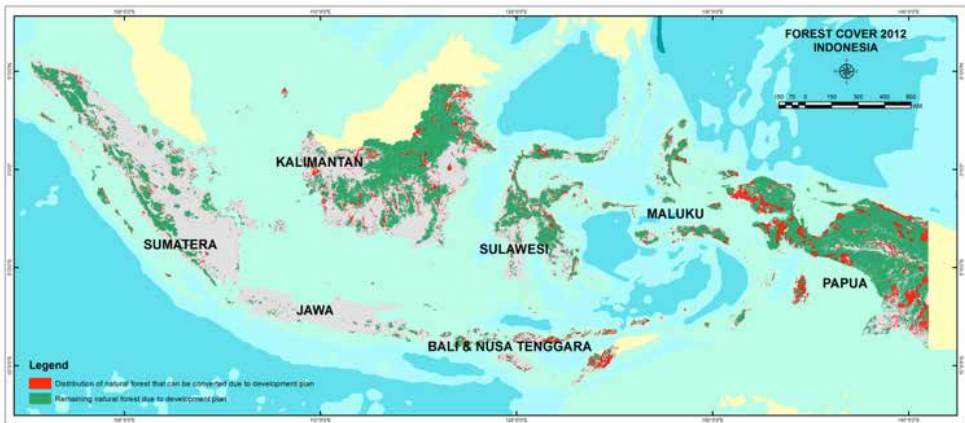 FOREST COVER 2012
INDONESIA
KALIMANTAN
SUMATERA
SULAWESI
MALUKU
PAPUA
JAWA
BALI & NUSA TENGGARA
Legend
Distribution of natural forest that can be converted due to development plan
Remaining natural forest due to development plan